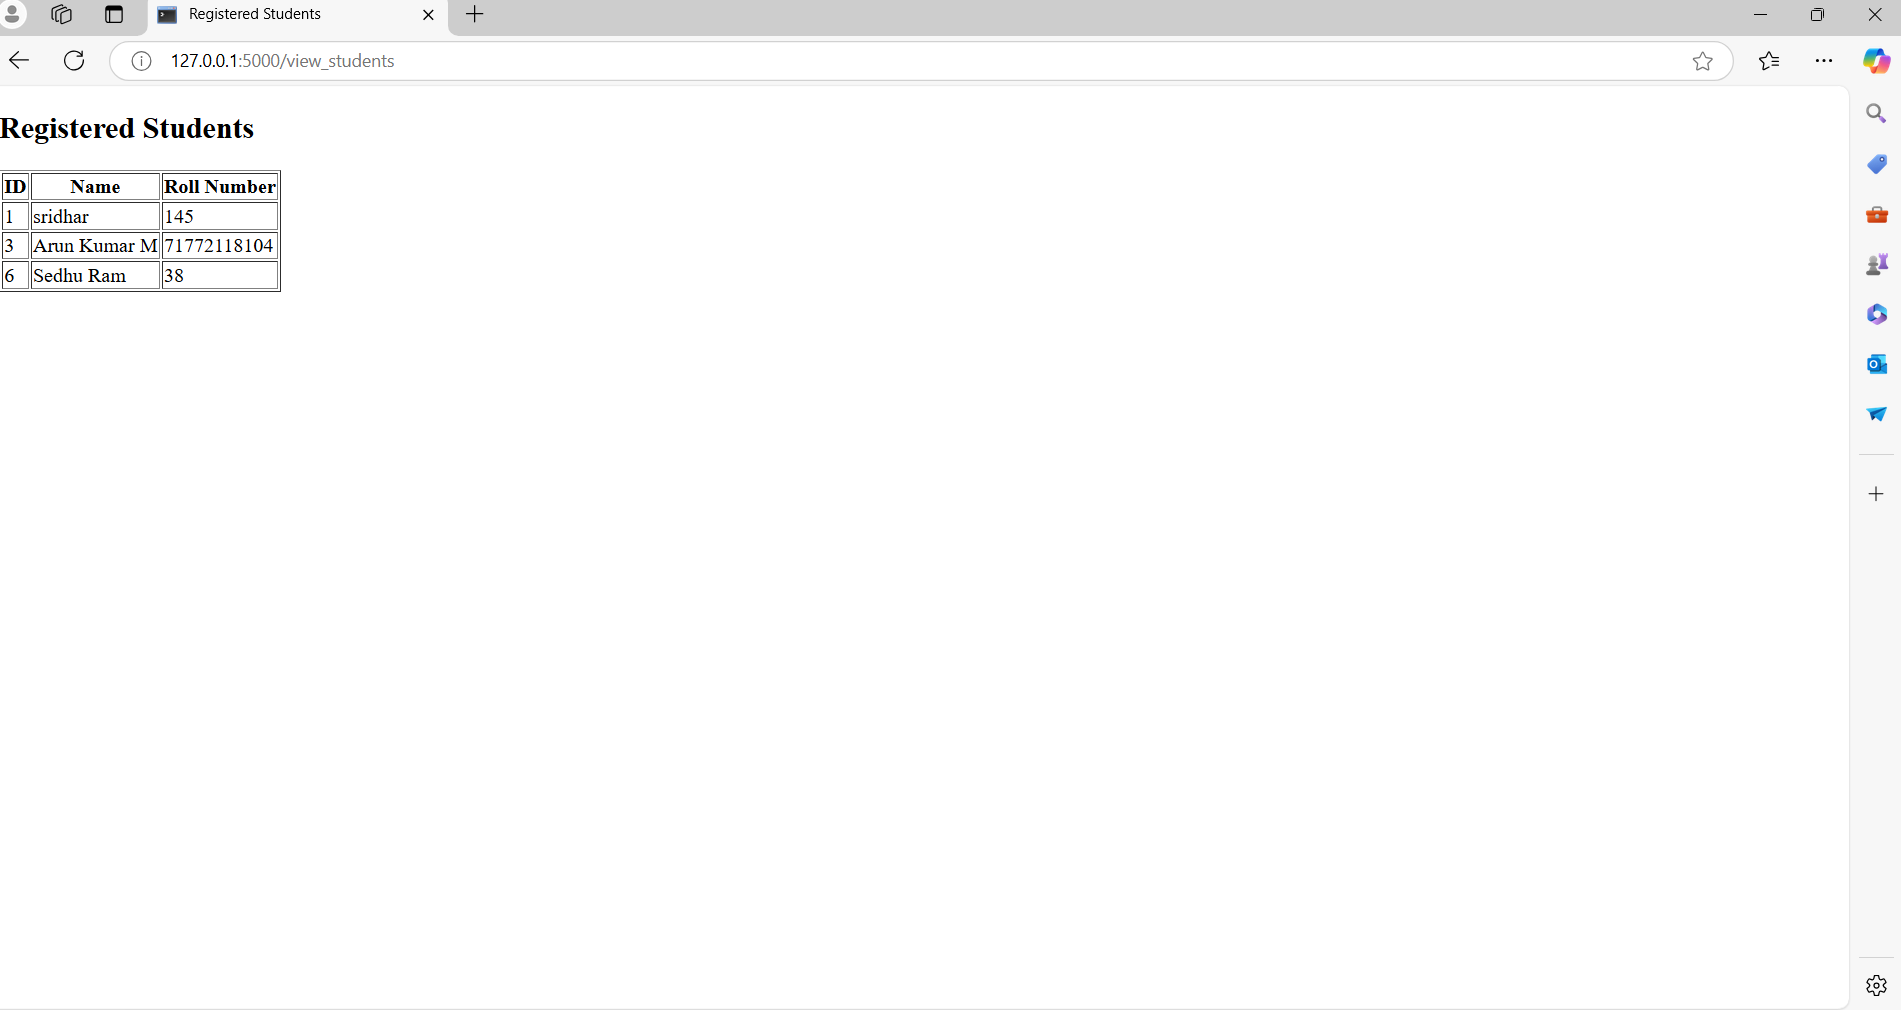 Registered Students
127.0.0.1:5000/view_students
Registered Students
ID Name Roll Number
1 sridhar 145
3 Arun Kumar M 71772118104
6 Sedhu Ram 38